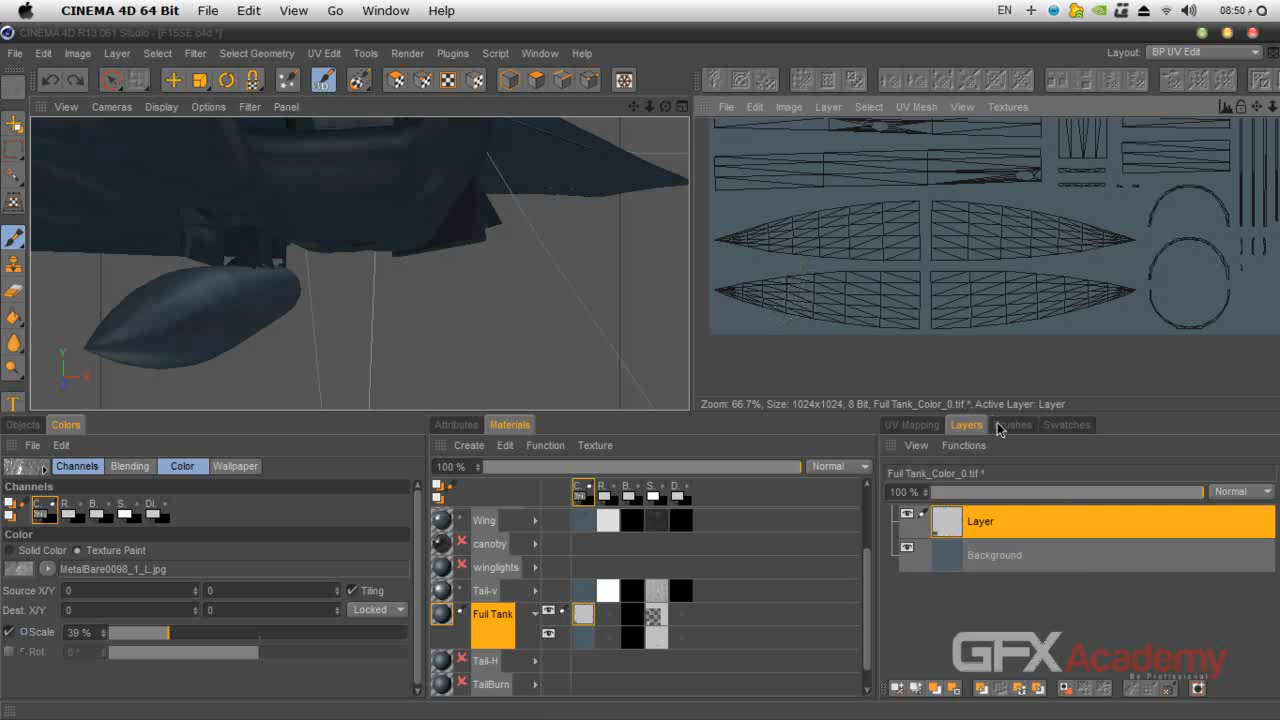 CINEMA 4D 64 Bit File Edit View Go Window Help EN 08:50 م
CINEMA 4D R13.061 Studio - [F15SE.c4d *]
File Edit Image Layer Select Filter Select Geometry UV Edit Tools Render Plugins Script Window Help Layout: BP UV Edit
3D
View Cameras Display Options Filter Panel
File Edit Image Layer Select UV Mesh View Textures
Y
X
Zoom: 66.7%, Size: 1024x1024, 8 Bit, Fuil Tank_Color_0.tif *, Active Layer: Layer
Objects Colors
File Edit
Channels Blending Color Wallpaper
Channels
C. R. B. S. Di.
Color
Solid Color Texture Paint
MetalBare0098_1_L.jpg
Source X/Y 0 0 Tiling
Dest. X/Y 0 0 Locked
Scale 39 %
Rot. 0 °
Attributes Materials
Create Edit Function Texture
100 % Normal
C. R. B. S. D.
Wing
canoby
winglights
Tail-v
Fuil Tank
Tail-H
TailBurn
UV Mapping Layers Brushes Swatches
View Functions
Fuil Tank_Color_0.tif *
100 % Normal
Layer
Background
GFXAcademy
Be Profissional